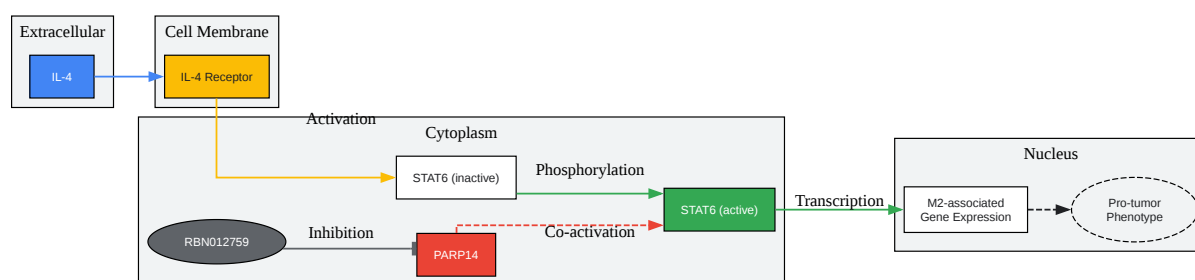 Extracellular
IL-4
Cell Membrane
IL-4 Receptor
Activation
Cytoplasm
STAT6 (inactive)
Phosphorylation
STAT6 (active)
RBN012759
Inhibition
PARP14
Co-activation
Transcription
Nucleus
M2-associated
Gene Expression
Pro-tumor
Phenotype